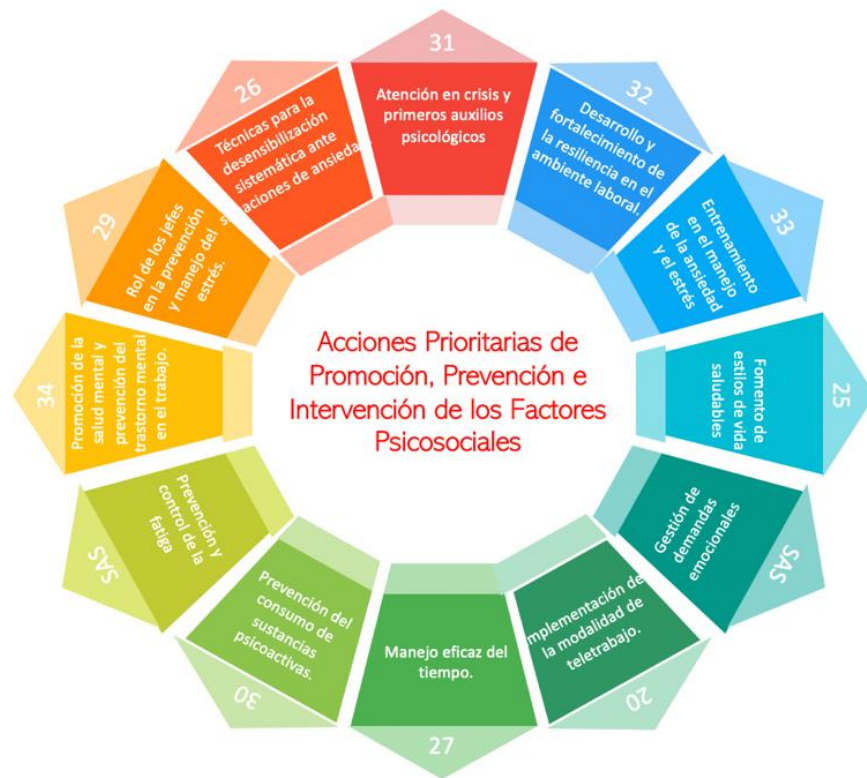 31
Atención en crisis y
primeros auxilios
psicológicos
32
Desarrollo y
fortalecimiento de
la resiliencia en el
ambiente laboral.
33
Entrenamiento
en el manejo
de la ansiedad
y el estrés
25
Fomento de
estilos de vida
saludables
SAS
Gestión de
demandas
emocionales
20
mplementación de
la modalidad de
teletrabajo.
27
Manejo eficaz del
tiempo.
30
Prevención del
consumo de
sustancias
psicoactivas.
SAS
Prevención y
control de la
fatiga
34
Promoción de la
salud mental y
prevención del
trastorno mental
en el trabajo.
29
Rol de los jefes
en la prevención
y manejo del
estrés.
26
Técnicas para la
desensibilización
sistemática ante
s aciones de ansiedad.
Acciones Prioritarias de
Promoción, Prevención e
Intervención de los Factores
Psicosociales